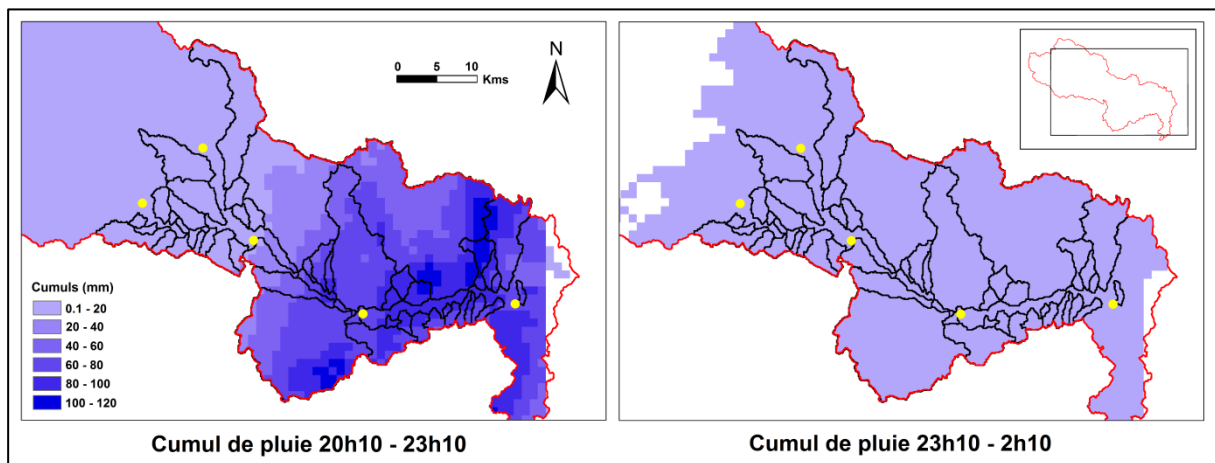 N
0 5 10
Kms
Cumuls (mm)
0.1 - 20
20 - 40
40 - 60
60 - 80
80 - 100
100 - 120
Cumul de pluie 20h10 - 23h10
Cumul de pluie 23h10 - 2h10